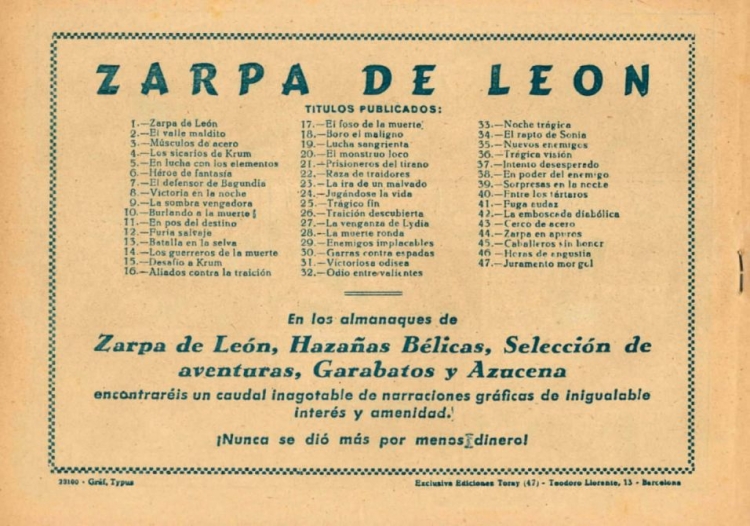 ZARPA DE LEON
TITULOS PUBLICADOS:
1.—Zarpa de León
2.—El valle maldito
3.—Músculos de acero
4.—Los sicarios de Krum
5.—En lucha con los elementos
6.—Héroe de fantasía
7.—El defensor de Bagundia
8.—Victoria en la noche
9.—La sombra vengadora
10.—Burlando a la muerte
11.—En pos del destino
12.—Furia salvaje
13.—Batalla en la selva
14.—Los guerreros de la muerte
15.—Desafío a Krum
16.—Aliados contra la traición
17.—El foso de la muerte
18.—Boro el maligno
19.—Lucha sangrienta
20.—El monstruo loco
21.—Prisioneros del tirano
22.—Raza de traidores
23.—La ira de un malvado
24.—Jugándose la vida
25.—Trágico fin
26.—Traición descubierta
27.—La venganza de Lydia
28.—La muerte ronda
29.—Enemigos implacables
30.—Garras contra espadas
31.—Victoriosa odisea
32.—Odio entre valientes
33.—Noche trágica
34.—El rapto de Sonia
35.—Nuevos enemigos
36.—Trágica visión
37.—Intento desesperado
38.—En poder del enemigo
39.—Sorpresas en la noche
40.—Entre los tártaros
41.—Fuga audaz
42.—La emboscada diabólica
43.—Cerco de acero
44.—Zarpa en apuros
45.—Caballeros sin honor
46.—Horas de angustia
47.—Juramento mongol
En los almanaques de
Zarpa de León, Hazañas Bélicas, Selección de
aventuras, Garabatos y Azucena
encontraréis un caudal inagotable de narraciones gráficas de inigualable
interés y amenidad.
¡Nunca se dió más por menos dinero!
22100 - Gráf, Typus
Exclusiva Ediciones Toray (47) - Teodoro Llorente, 13 - Barcelona